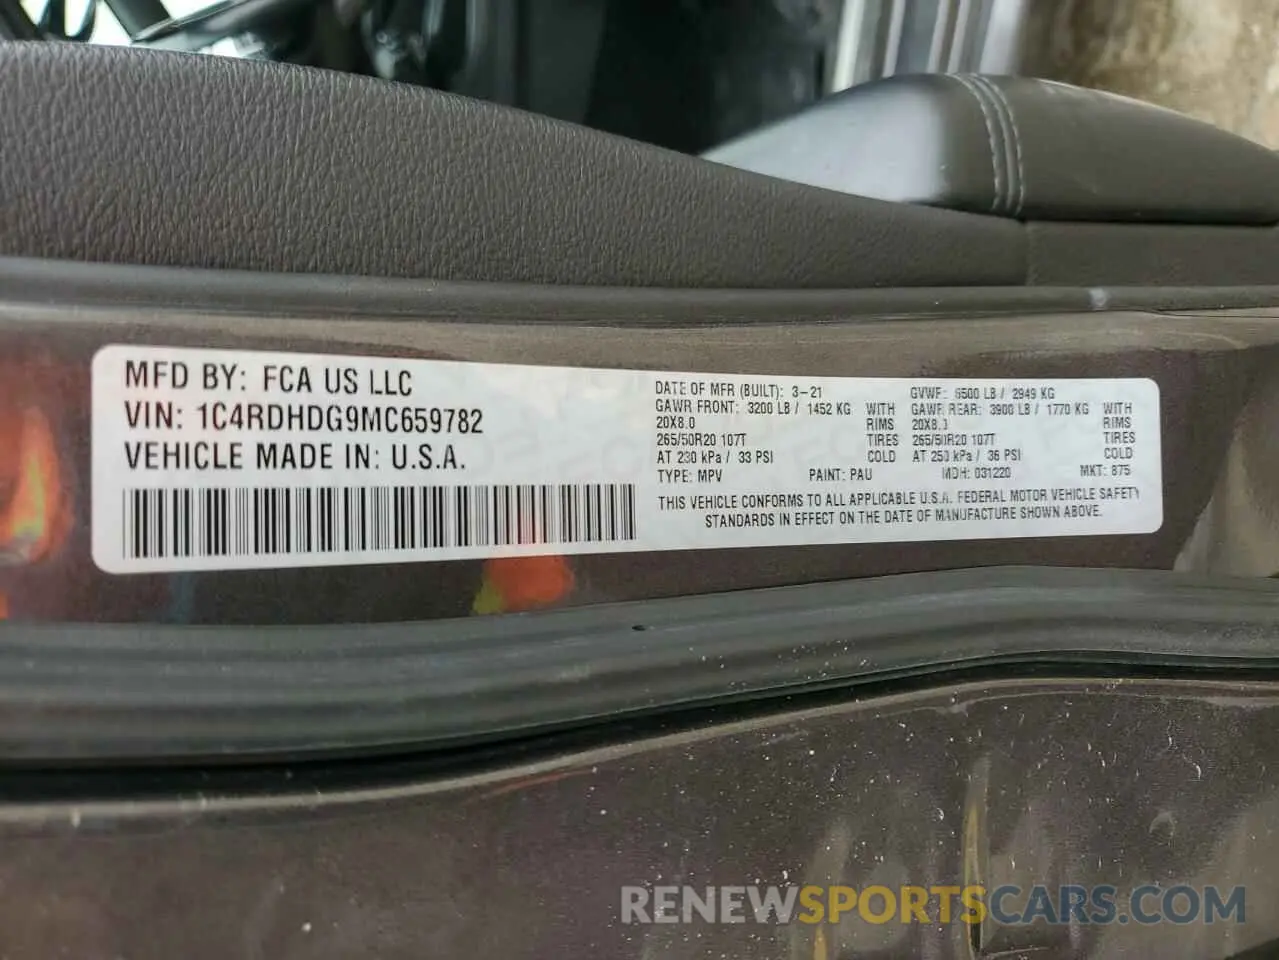 MFD BY: FCA US LLC
VIN: 1C4RDHDG9MC659782
VEHICLE MADE IN: U.S.A.
DATE OF MFR (BUILT): 3-21
GAWR FRONT: 3200 LB / 1452 KG WITH
20X8.0 RIMS
265/50R20 107T TIRES
AT 230 kPa / 33 PSI COLD
TYPE: MPV PAINT: PAU
GVWR: 6500 LB / 2949 KG
GAWR REAR: 3900 LB / 1770 KG WITH
20X8.0 RIMS
265/50R20 107T TIRES
AT 250 kPa / 36 PSI COLD
MDH: 031220 MKT: 875
THIS VEHICLE CONFORMS TO ALL APPLICABLE U.S.A. FEDERAL MOTOR VEHICLE SAFETY
STANDARDS IN EFFECT ON THE DATE OF MANUFACTURE SHOWN ABOVE.
RENEWSPORTSCARS.COM